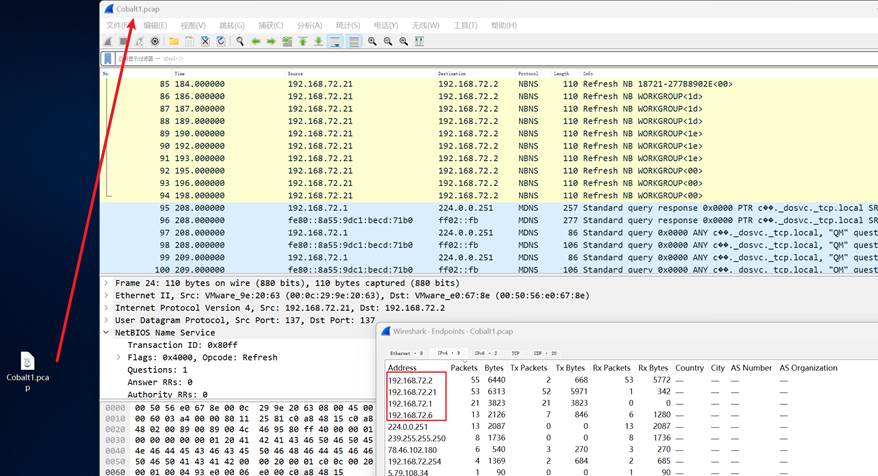 Cobalt1.pcap
文件(F) 编辑(E) 视图(V) 跳转(G) 捕获(C) 分析(A) 统计(S) 电话(Y) 无线(W) 工具(T) 帮助(H)
No. Time Source Destination Protocol Length Info
85 184.000000 192.168.72.21 192.168.72.2 NBNS 110 Refresh NB 18721-277B8902E<00>
86 186.000000 192.168.72.21 192.168.72.2 NBNS 110 Refresh NB WORKGROUP<1d>
87 187.000000 192.168.72.21 192.168.72.2 NBNS 110 Refresh NB WORKGROUP<1d>
88 189.000000 192.168.72.21 192.168.72.2 NBNS 110 Refresh NB WORKGROUP<1d>
89 190.000000 192.168.72.21 192.168.72.2 NBNS 110 Refresh NB WORKGROUP<1e>
90 192.000000 192.168.72.21 192.168.72.2 NBNS 110 Refresh NB WORKGROUP<1e>
91 193.000000 192.168.72.21 192.168.72.2 NBNS 110 Refresh NB WORKGROUP<1e>
92 195.000000 192.168.72.21 192.168.72.2 NBNS 110 Refresh NB WORKGROUP<00>
93 196.000000 192.168.72.21 192.168.72.2 NBNS 110 Refresh NB WORKGROUP<00>
94 198.000000 192.168.72.21 192.168.72.2 NBNS 110 Refresh NB WORKGROUP<00>
95 208.000000 192.168.72.1 224.0.0.251 MDNS 257 Standard query response 0x0000 PTR c��._dosvc._tcp.local SR
96 208.000000 fe80::8a55:9dc1:becd:71b0 ff02::fb MDNS 277 Standard query response 0x0000 PTR c��._dosvc._tcp.local SR
97 208.000000 192.168.72.1 224.0.0.251 MDNS 86 Standard query 0x0000 ANY c��._dosvc._tcp.local, "QM" quest
98 208.000000 fe80::8a55:9dc1:becd:71b0 ff02::fb MDNS 106 Standard query 0x0000 ANY c��._dosvc._tcp.local, "QM" quest
99 209.000000 192.168.72.1 224.0.0.251 MDNS 86 Standard query 0x0000 ANY c��._dosvc._tcp.local, "QM" quest
100 209.000000 fe80::8a55:9dc1:becd:71b0 ff02::fb MDNS 106 Standard query 0x0000 ANY c��._dosvc._tcp.local, "QM" quest
Frame 24: 110 bytes on wire (880 bits), 110 bytes captured (880 bits)
Ethernet II, Src: VMware_9e:20:63 (00:0c:29:9e:20:63), Dst: VMware_e0:67:8e (00:50:56:e0:67:8e)
Internet Protocol Version 4, Src: 192.168.72.21, Dst: 192.168.72.2
User Datagram Protocol, Src Port: 137, Dst Port: 137
NetBIOS Name Service
Transaction ID: 0x80ff
Flags: 0x4000, Opcode: Refresh
Questions: 1
Answer RRs: 0
Authority RRs: 0
0000 00 50 56 e0 67 8e 00 0c 29 9e 20 63 08 00 45 00
0010 00 60 03 a4 00 00 80 11 25 81 c0 a8 48 15 c0 a8
0020 48 02 00 89 00 89 00 4c 46 95 80 ff 40 00 00 01
0030 00 00 00 00 00 01 20 41 42 41 43 46 50 46 50 45
0040 4e 46 44 45 43 46 43 45 50 46 48 44 45 46 46 46
0050 50 46 50 41 43 41 42 00 00 20 00 01 c0 0c 00 20
0060 00 01 00 04 93 e0 00 06 e0 00 c0 a8 48 15
Cobalt1.pca
p
Wireshark · Endpoints · Cobalt1.pcap
Ethernet · 8 IPv4 · 9 IPv6 · 2 TCP UDP · 25
Address Packets Bytes Tx Packets Tx Bytes Rx Packets Rx Bytes Country City AS Number AS Organization
192.168.72.2 55 6440 2 668 53 5772 — — — —
192.168.72.21 53 6313 52 5971 1 342 — — — —
192.168.72.1 21 3823 21 3823 0 0 — — — —
192.168.72.6 13 2126 7 846 6 1280 — — — —
224.0.0.251 13 2087 0 0 13 2087 — — — —
239.255.255.250 8 1736 0 0 8 1736 — — — —
78.46.102.180 6 540 3 270 3 270 — — — —
192.168.72.254 4 1369 2 684 2 685 — — — —
5.79.108.34 1 90 0 0 1 90 — — — —